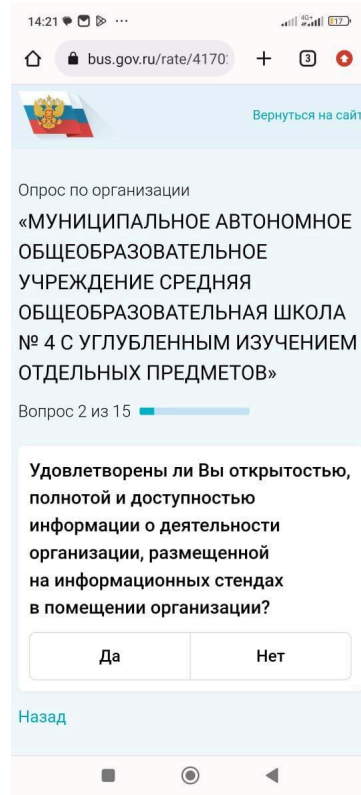 14:21
4G+
17
bus.gov.ru/rate/4170
3
Вернуться на сайт
Опрос по организации
«МУНИЦИПАЛЬНОЕ АВТОНОМНОЕ
ОБЩЕОБРАЗОВАТЕЛЬНОЕ
УЧРЕЖДЕНИЕ СРЕДНЯЯ
ОБЩЕОБРАЗОВАТЕЛЬНАЯ ШКОЛА
№ 4 С УГЛУБЛЕННЫМ ИЗУЧЕНИЕМ
ОТДЕЛЬНЫХ ПРЕДМЕТОВ»
Вопрос 2 из 15
Удовлетворены ли Вы открытостью,
полнотой и доступностью
информации о деятельности
организации, размещенной
на информационных стендах
в помещении организации?
Да
Нет
Назад